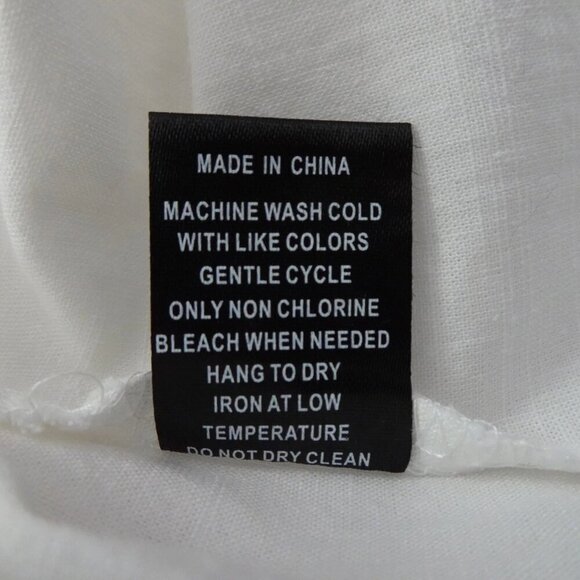 MADE IN CHINA
MACHINE WASH COLD
WITH LIKE COLORS
GENTLE CYCLE
ONLY NON CHLORINE
BLEACH WHEN NEEDED
HANG TO DRY
IRON AT LOW
TEMPERATURE
DO NOT DRY CLEAN